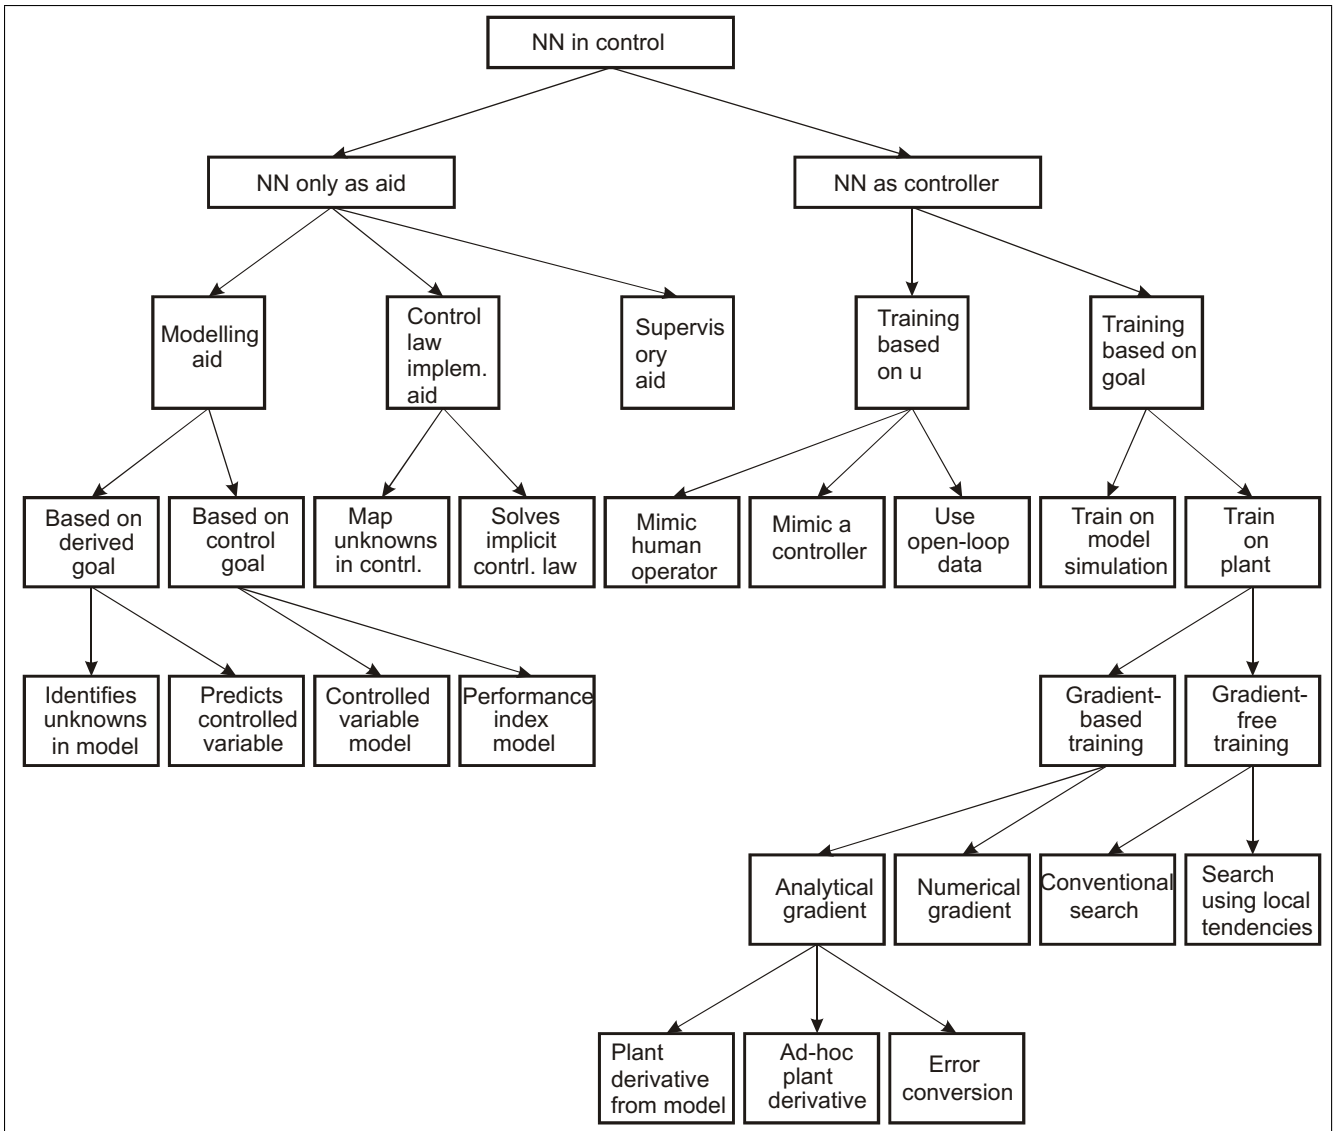 NN in control
NN only as aid
NN as controller
Modelling
aid
Control
law
implem.
aid
Supervis
ory
aid
Training
based
on u
Training
based on
goal
Based on
derived
goal
Based on
control
goal
Map
unknowns
in contrl.
Solves
implicit
contrl. law
Mimic
human
operator
Mimic a
controller
Use
open-loop
data
Train on
model
simulation
Train
on
plant
Identifies
unknowns
in model
Predicts
controlled
variable
Controlled
variable
model
Performance
index
model
Gradient-
based
training
Gradient-
free
training
Analytical
gradient
Numerical
gradient
Conventional
search
Search
using local
tendencies
Plant
derivative
from model
Ad-hoc
plant
derivative
Error
conversion